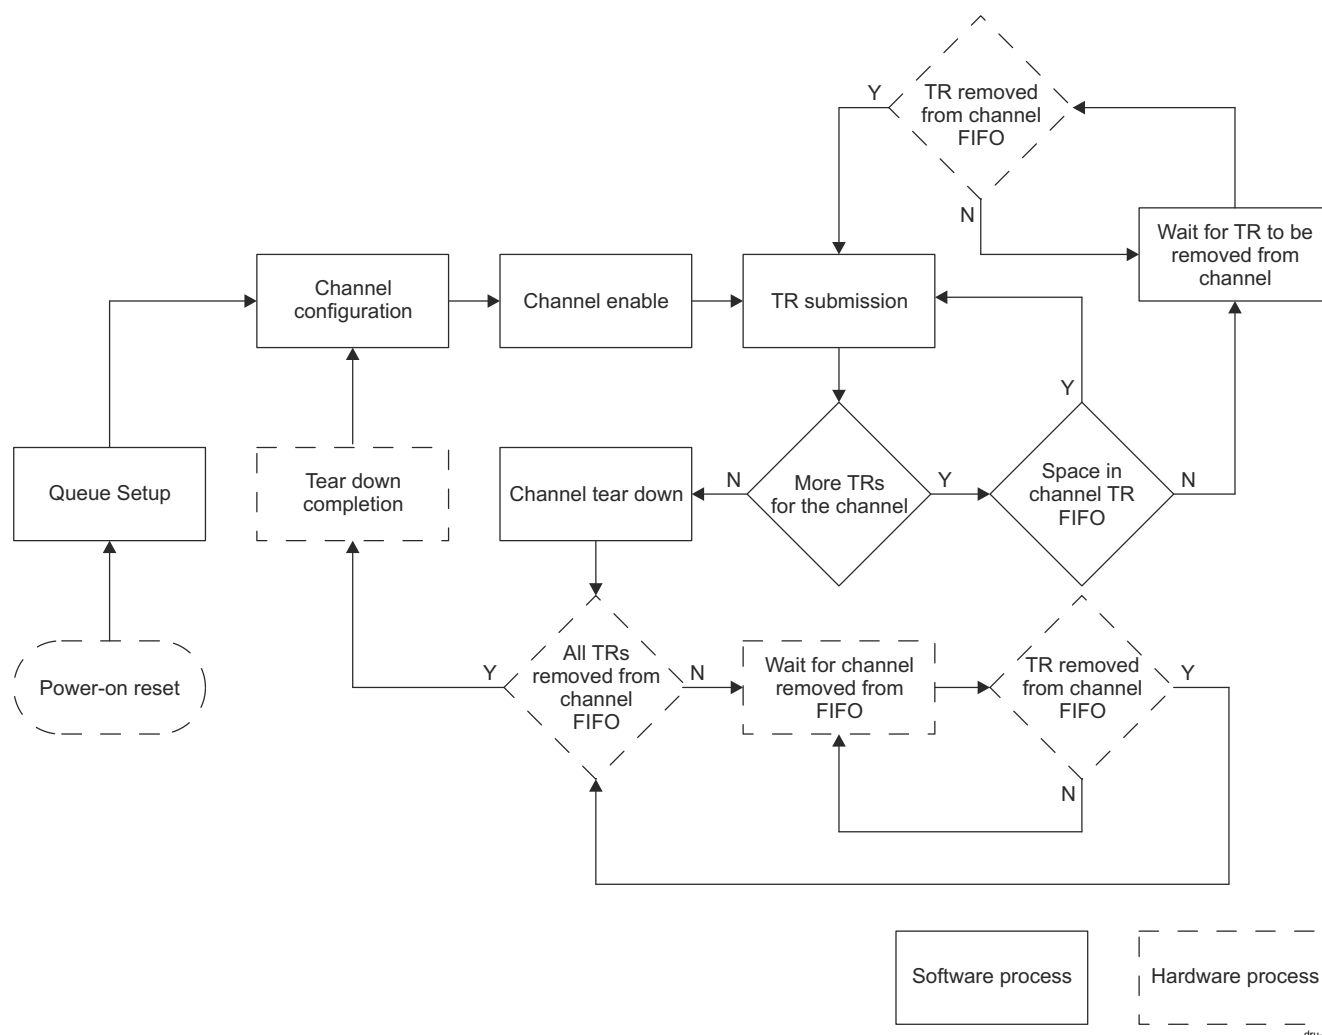 Y
TR removed
from channel
FIFO
N
Wait for TR to be
removed from
channel
Channel
configuration
Channel enable
TR submission
Y
Queue Setup
Tear down
completion
Channel tear down
N
More TRs
for the channel
Y
Space in
channel TR
FIFO
N
Power-on reset
Y
All TRs
removed from
channel
FIFO
N
Wait for channel
removed from
FIFO
TR removed
from channel
FIFO
Y
N
Software process
Hardware process